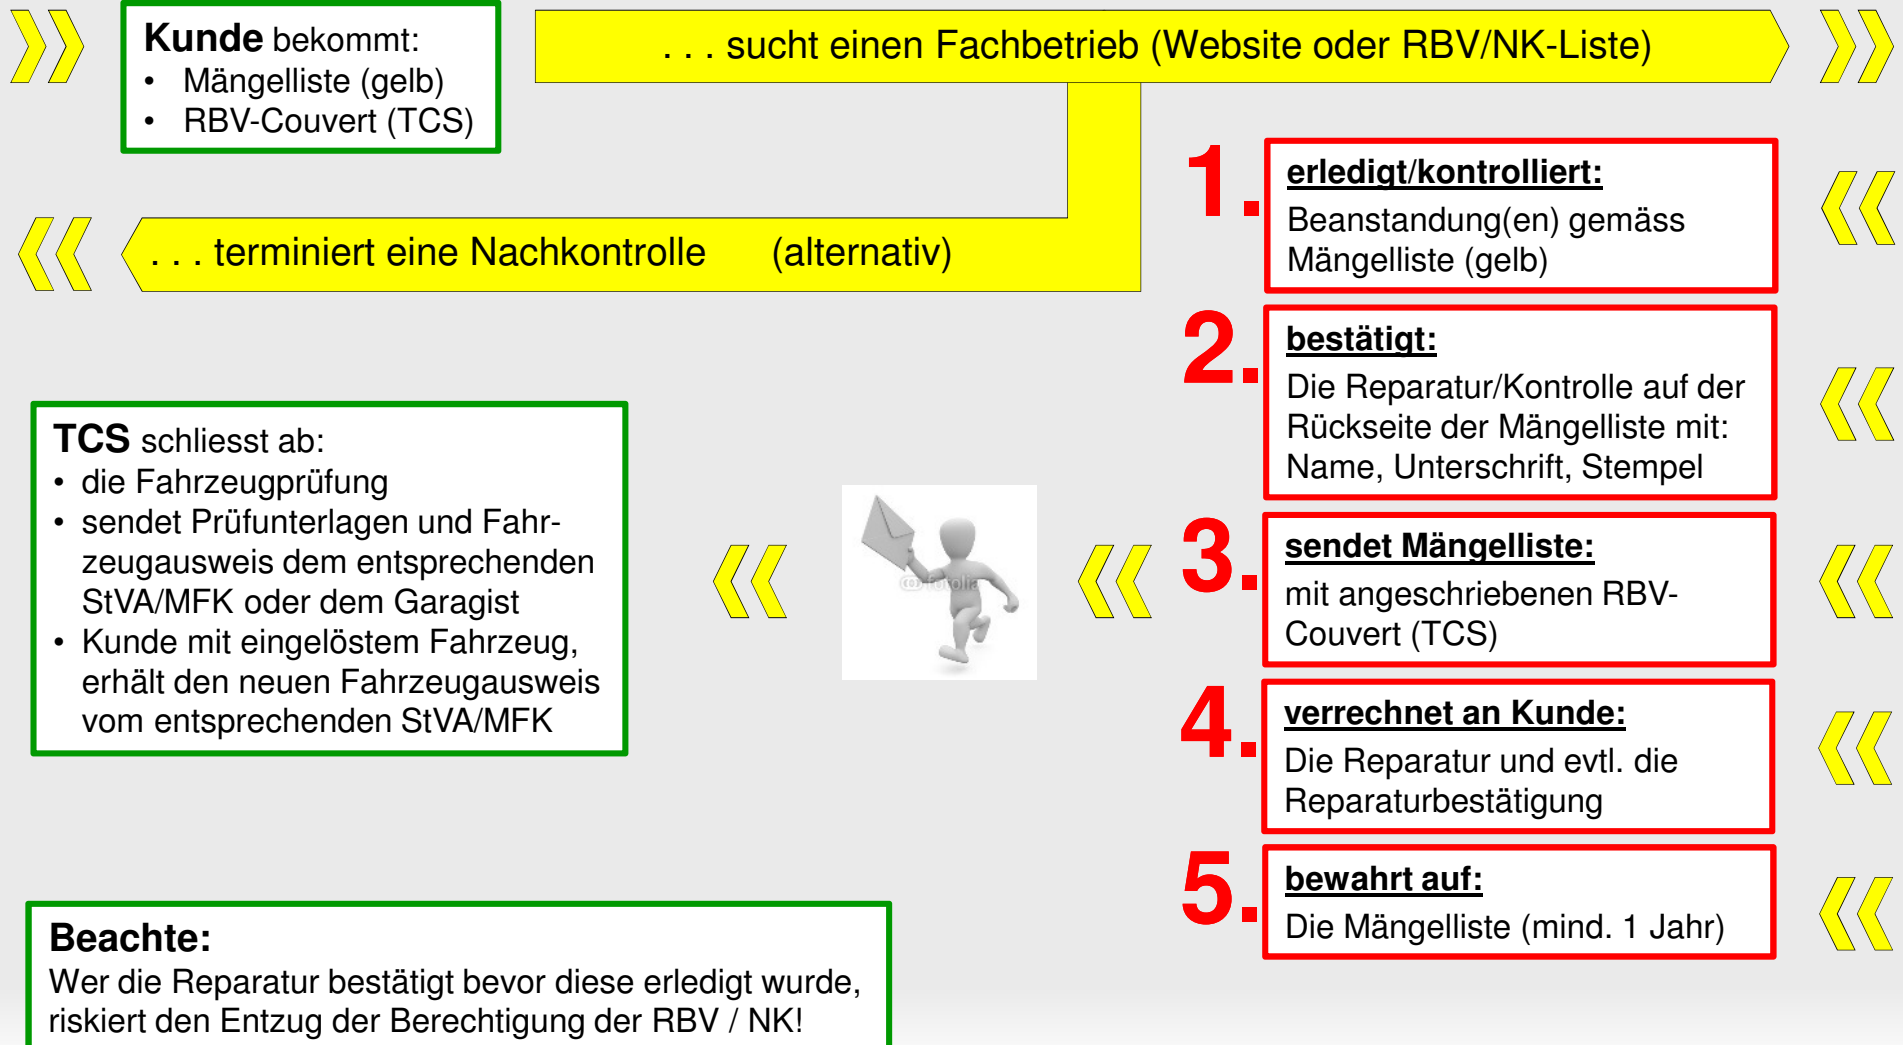 Kunde bekommt:
• Mängelliste (gelb)
• RBV-Couvert (TCS)
. . . sucht einen Fachbetrieb (Website oder RBV/NK-Liste)
. . . terminiert eine Nachkontrolle (alternativ)
1.
erledigt/kontrolliert:
Beanstandung(en) gemäss
Mängelliste (gelb)
2.
bestätigt:
Die Reparatur/Kontrolle auf der
Rückseite der Mängelliste mit:
Name, Unterschrift, Stempel
3.
sendet Mängelliste:
mit angeschriebenen RBV-
Couvert (TCS)
4.
verrechnet an Kunde:
Die Reparatur und evtl. die
Reparaturbestätigung
5.
bewahrt auf:
Die Mängelliste (mind. 1 Jahr)
fotolia
TCS schliesst ab:
• die Fahrzeugprüfung
• sendet Prüfunterlagen und Fahr-
zeugausweis dem entsprechenden
StVA/MFK oder dem Garagist
• Kunde mit eingelöstem Fahrzeug,
erhält den neuen Fahrzeugausweis
vom entsprechenden StVA/MFK
Beachte:
Wer die Reparatur bestätigt bevor diese erledigt wurde,
riskiert den Entzug der Berechtigung der RBV / NK!